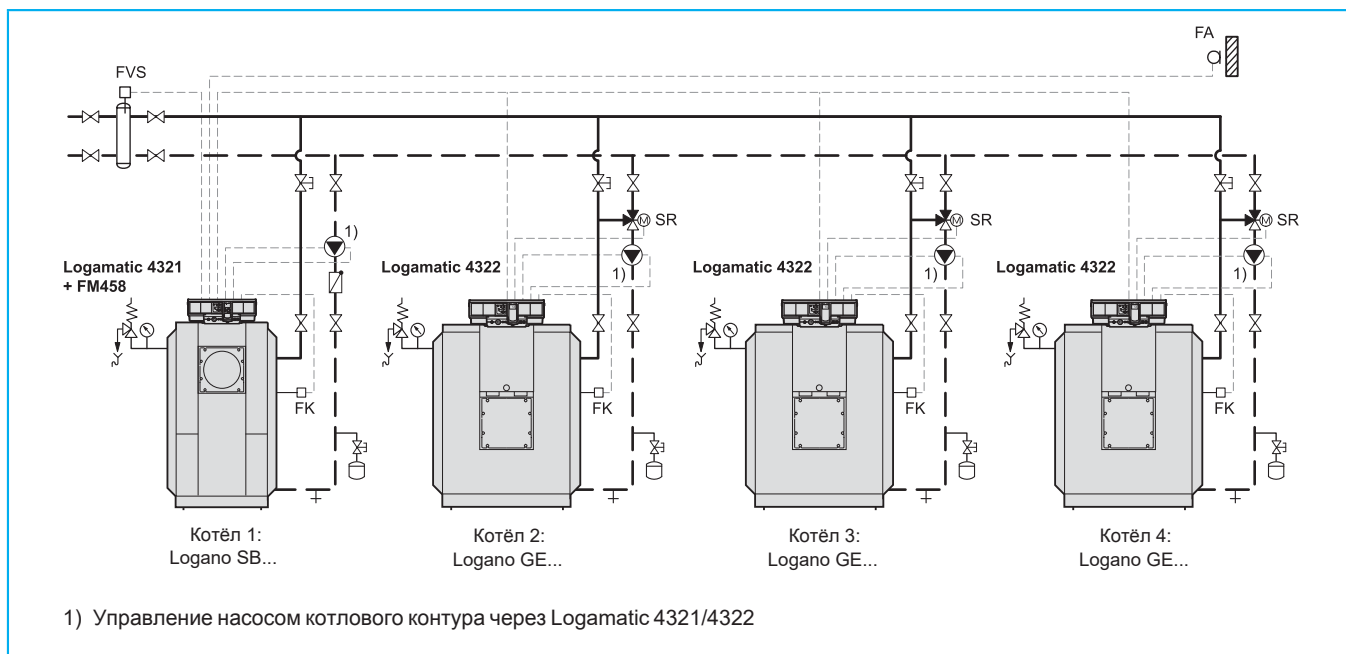 FA
FVS
SR
SR
SR
1)
1)
1)
1)
Logamatic 4321
+ FM458
Logamatic 4322
Logamatic 4322
Logamatic 4322
M
M
M
FK
FK
FK
FK
Котёл 1:
Logano SB...
Котёл 2:
Logano GE...
Котёл 3:
Logano GE...
Котёл 4:
Logano GE...
1) Управление насосом котлового контура через Logamatic 4321/4322